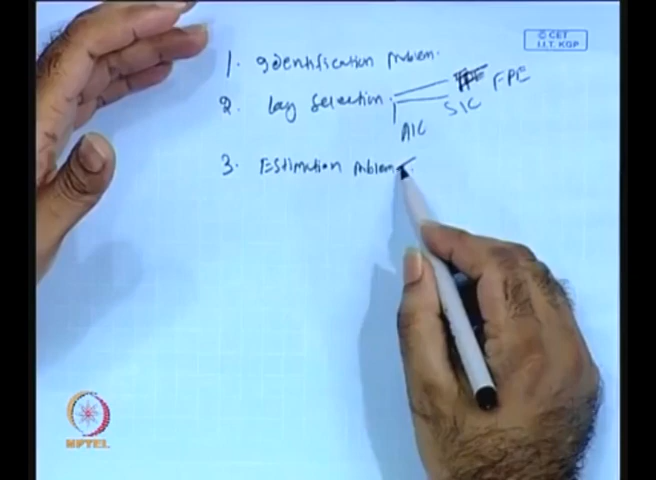 © CET
I.I.T. KGP
1. Identification problem.
2. Lag selection. FPE
SIC
AIC
3. Estimation problem.
NPTEL